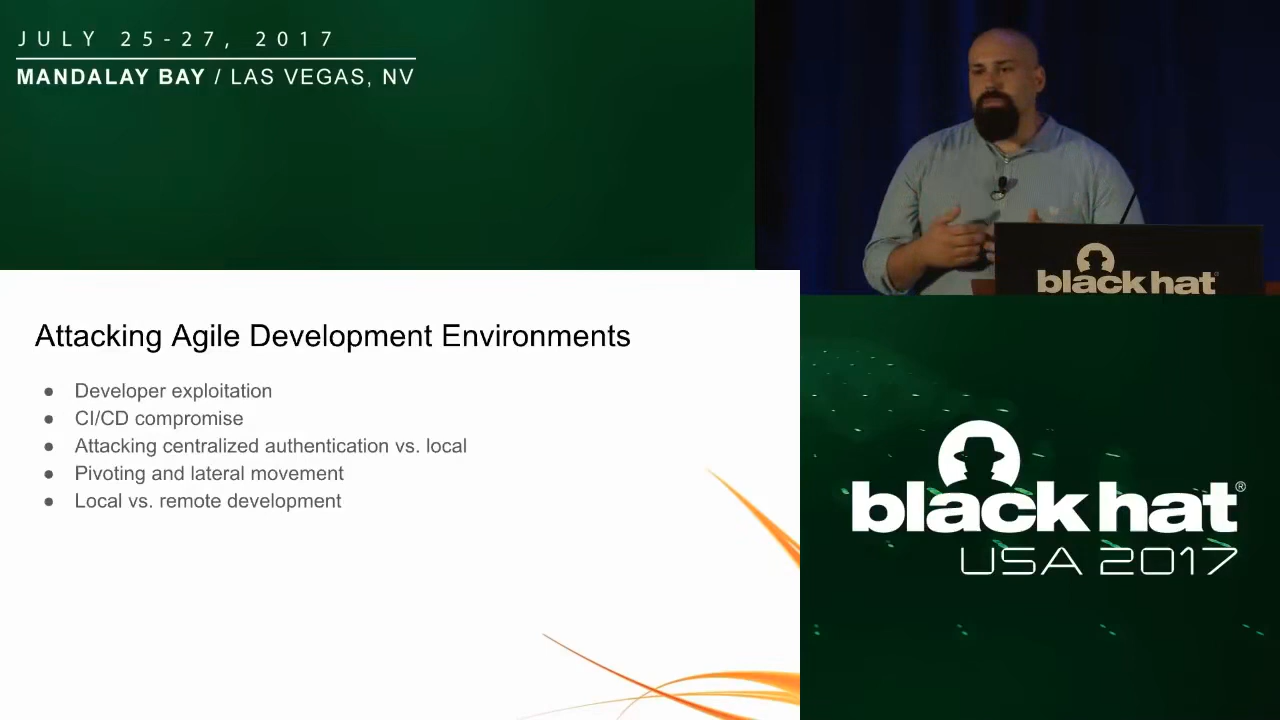 JULY 25-27, 2017
MANDALAY BAY / LAS VEGAS, NV
black hat
Attacking Agile Development Environments
● Developer exploitation
● CI/CD compromise
● Attacking centralized authentication vs. local
● Pivoting and lateral movement
● Local vs. remote development
black hat®
USA 2017